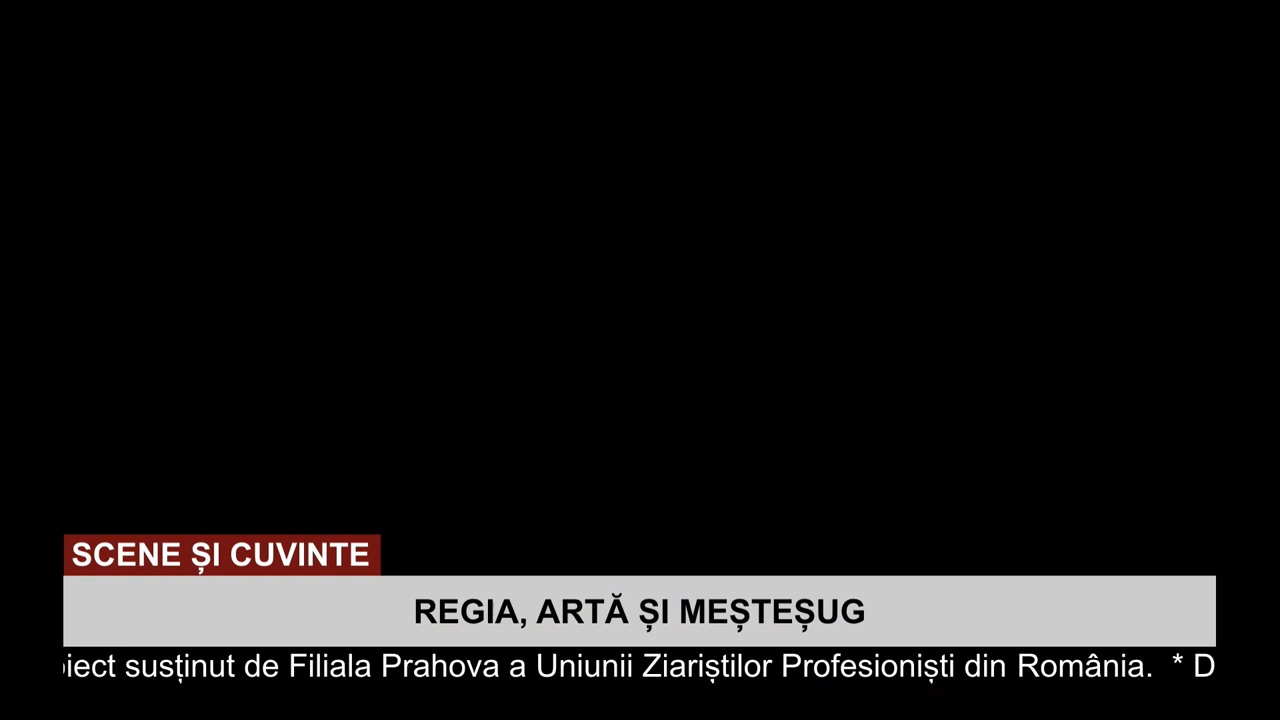 SCENE ȘI CUVINTE
REGIA, ARTĂ ȘI MEȘTEȘUG
susținut de Filiala Prahova a Uniunii Ziariștilor Profesioniști din România. * D